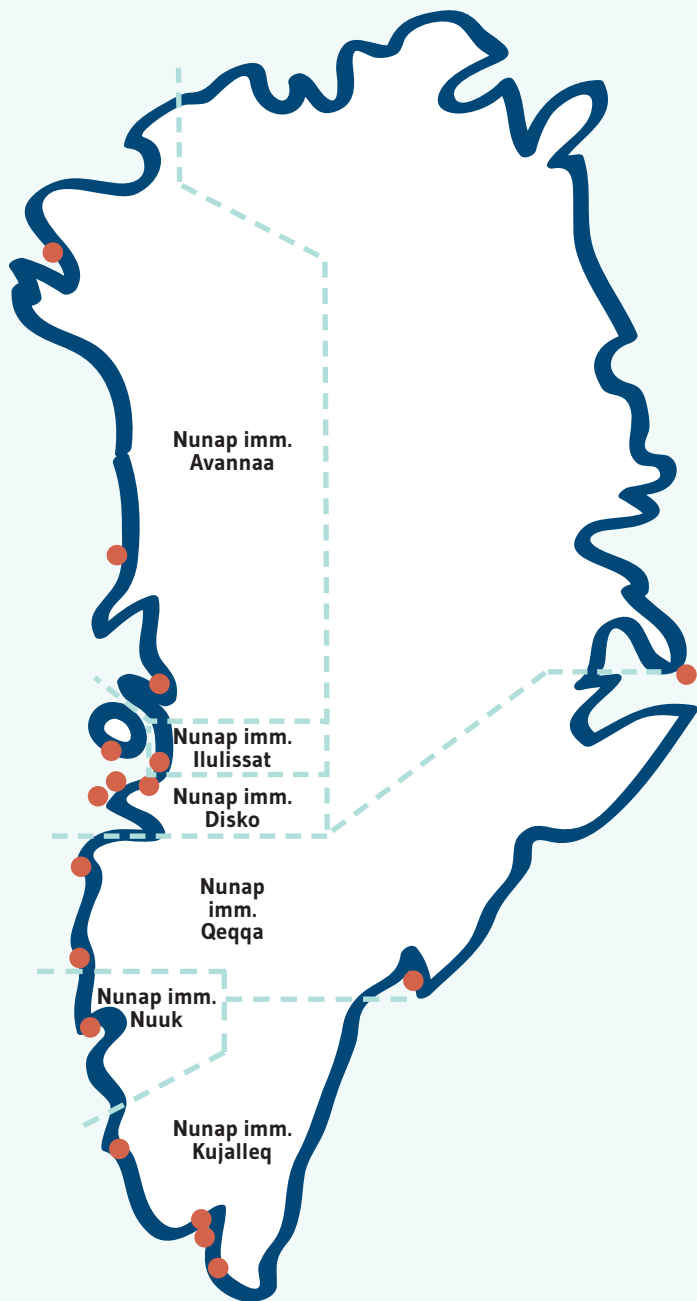 Nunap imm.
Avannaa
Nunap imm.
Ilulissat
Nunap imm.
Disko
Nunap
imm.
Qeqqa
Nunap imm.
Nuuk
Nunap imm.
Kujalleq